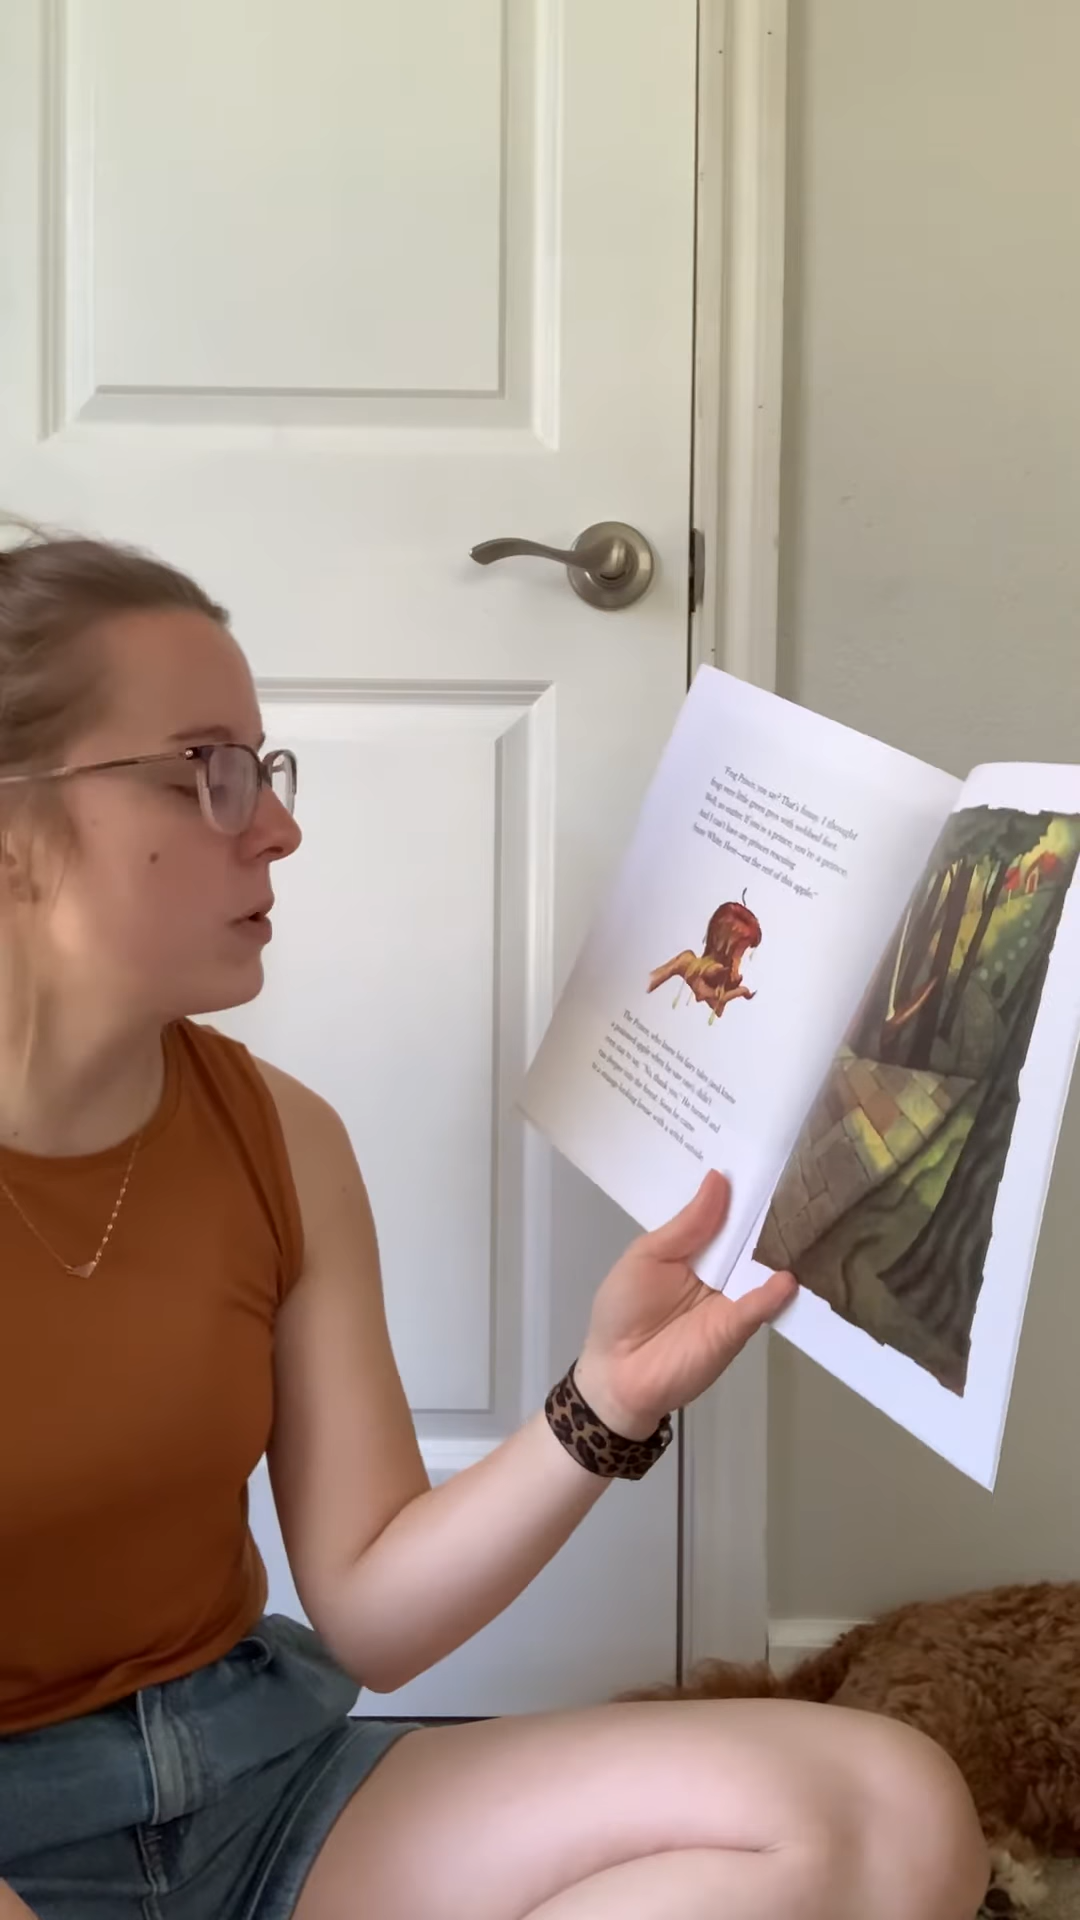 "Frog Prince, you say? That's funny. I thought
frogs were little green guys with webbed feet.
Well, no matter. If you're a prince, you're a prince.
And I can't have any princes rescuing
Snow White. Here—eat the rest of this apple."
The Prince, who knew his fairy tales (and knew
a poisoned apple when he saw one), didn't
even stay to say, "No, thank you." He turned and
ran deeper into the forest. Soon he came
to a strange-looking house with a witch outside.